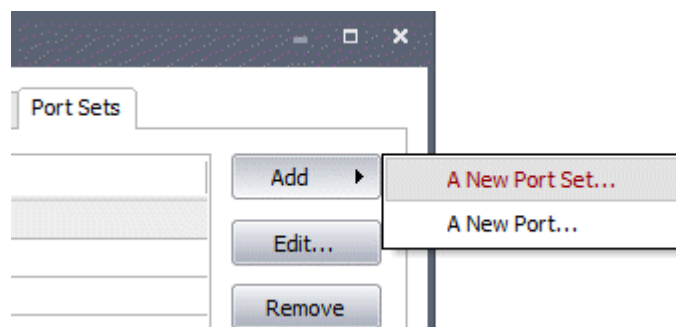 Port Sets
Add
A New Port Set...
A New Port...
Edit...
Remove